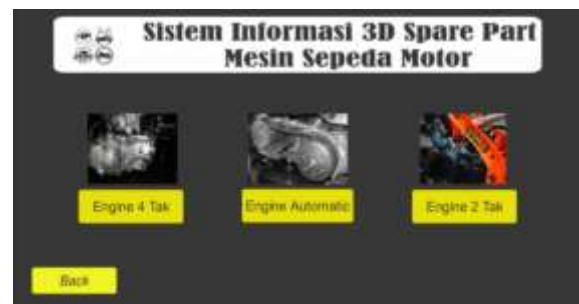 Sistem Informasi 3D Spare Part
Mesin Sepeda Motor
Engine 4 Tak
Engine Automatic
Engine 2 Tak
Back